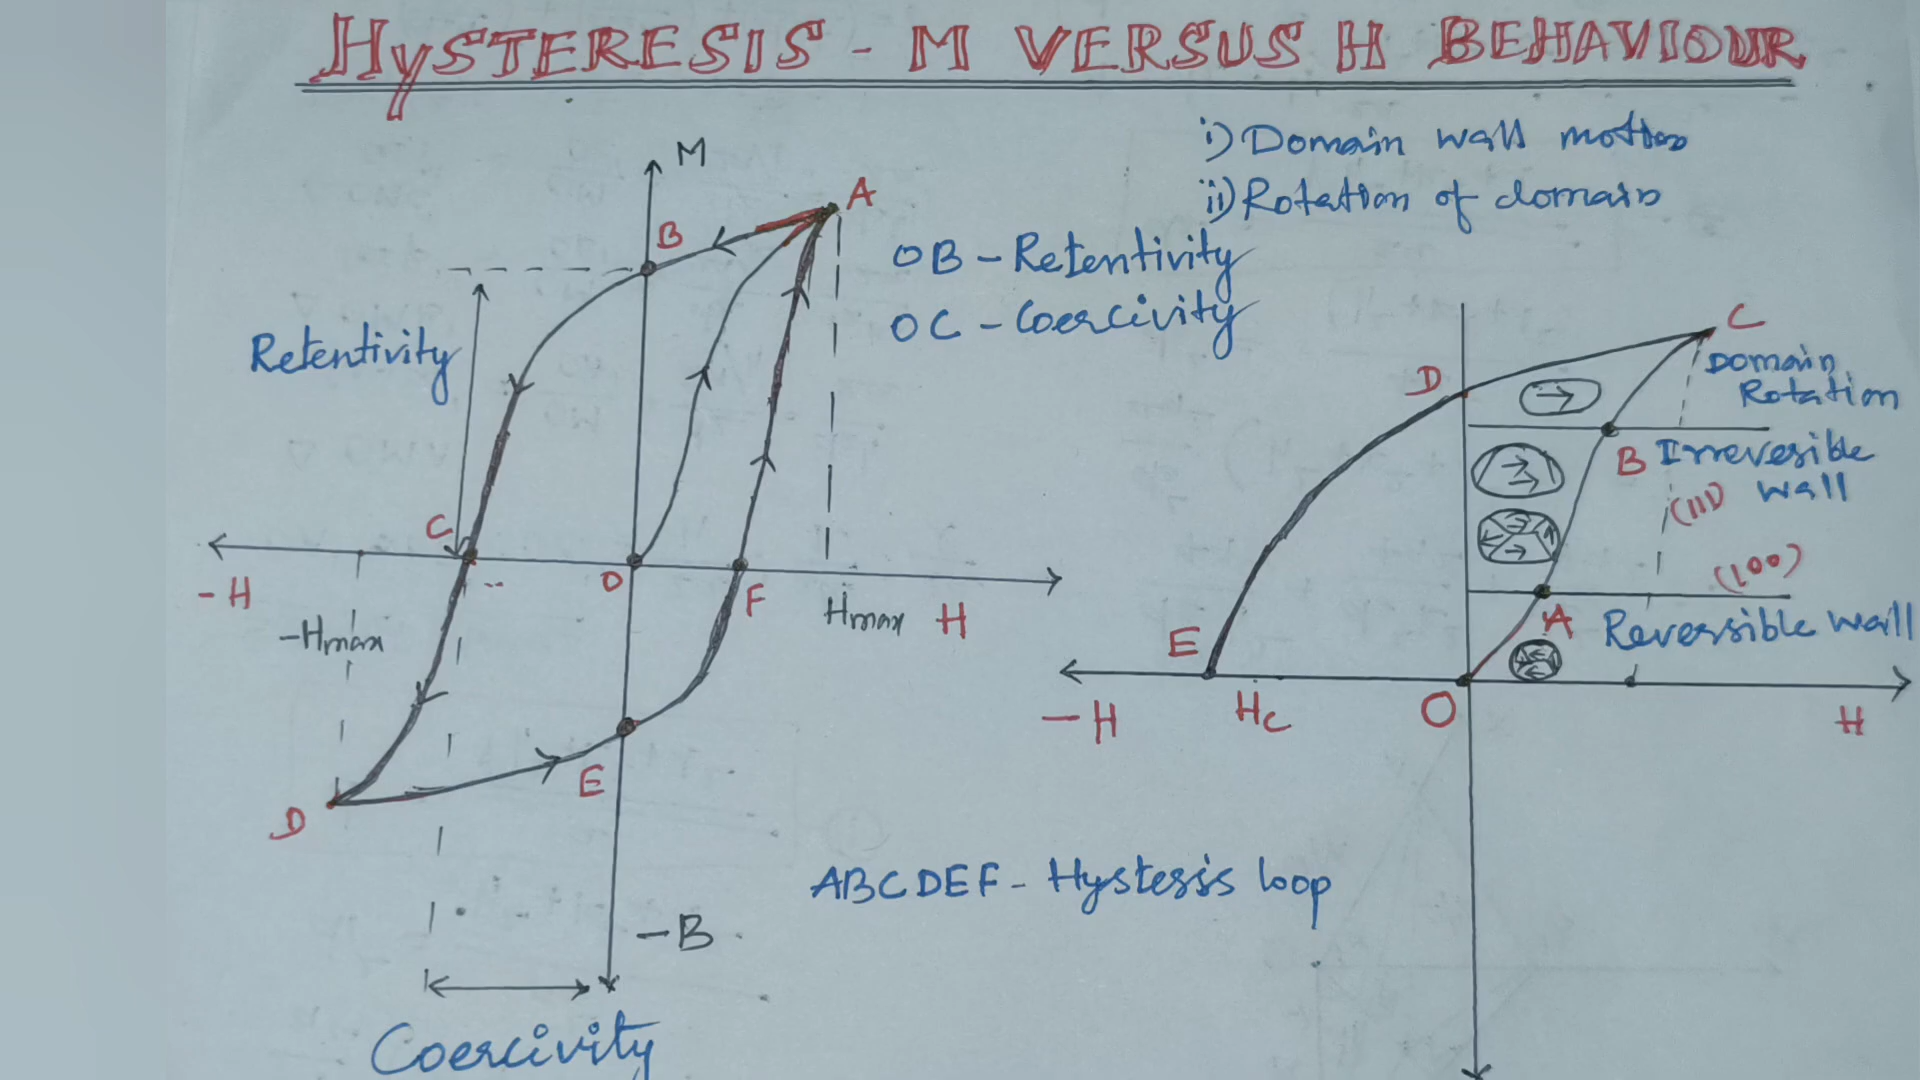 HySTERESIS - M VERSUS H BEHAVIOUR
i) Domain wall motion
ii) Rotation of domain
M
A
B
OB - Retentivity
OC - Coercivity
Retentivity
C
O
F
-H
-Hmax
Hmax
H
D
E
-B
Coercivity
ABCDEF - Hystesis loop
C
Domain
Rotation
D
B
Irreversible
wall
(111)
(100)
A
Reversible wall
E
-H
Hc
O
H